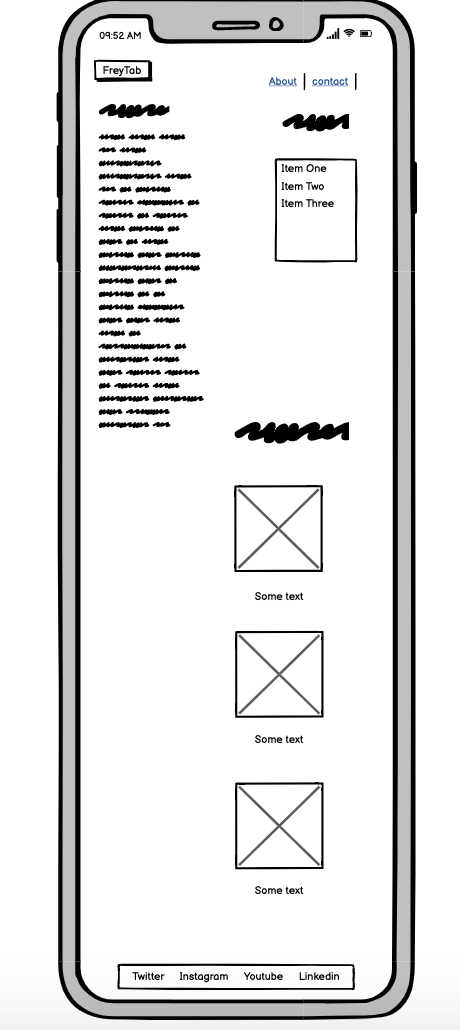 09:52 AM
FreyTab
About contact
Item One
Item Two
Item Three
Some text
Some text
Some text
Twitter Instagram Youtube Linkedin